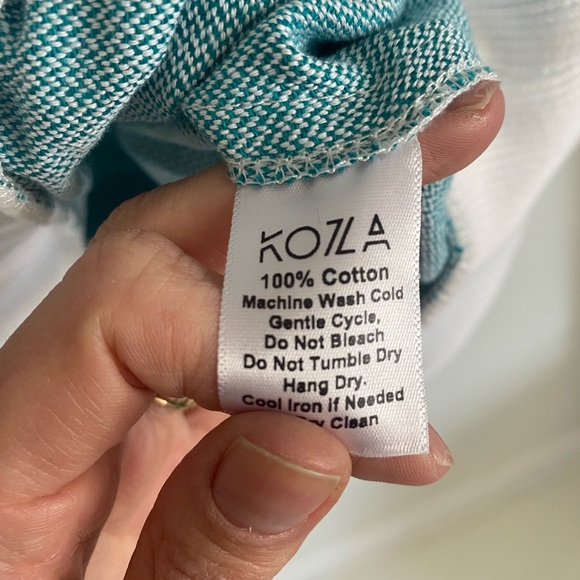 KOZLA
100% Cotton
Machine Wash Cold
Gentle Cycle,
Do Not Bleach
Do Not Tumble Dry
Hang Dry.
Cool Iron if Needed
Clean